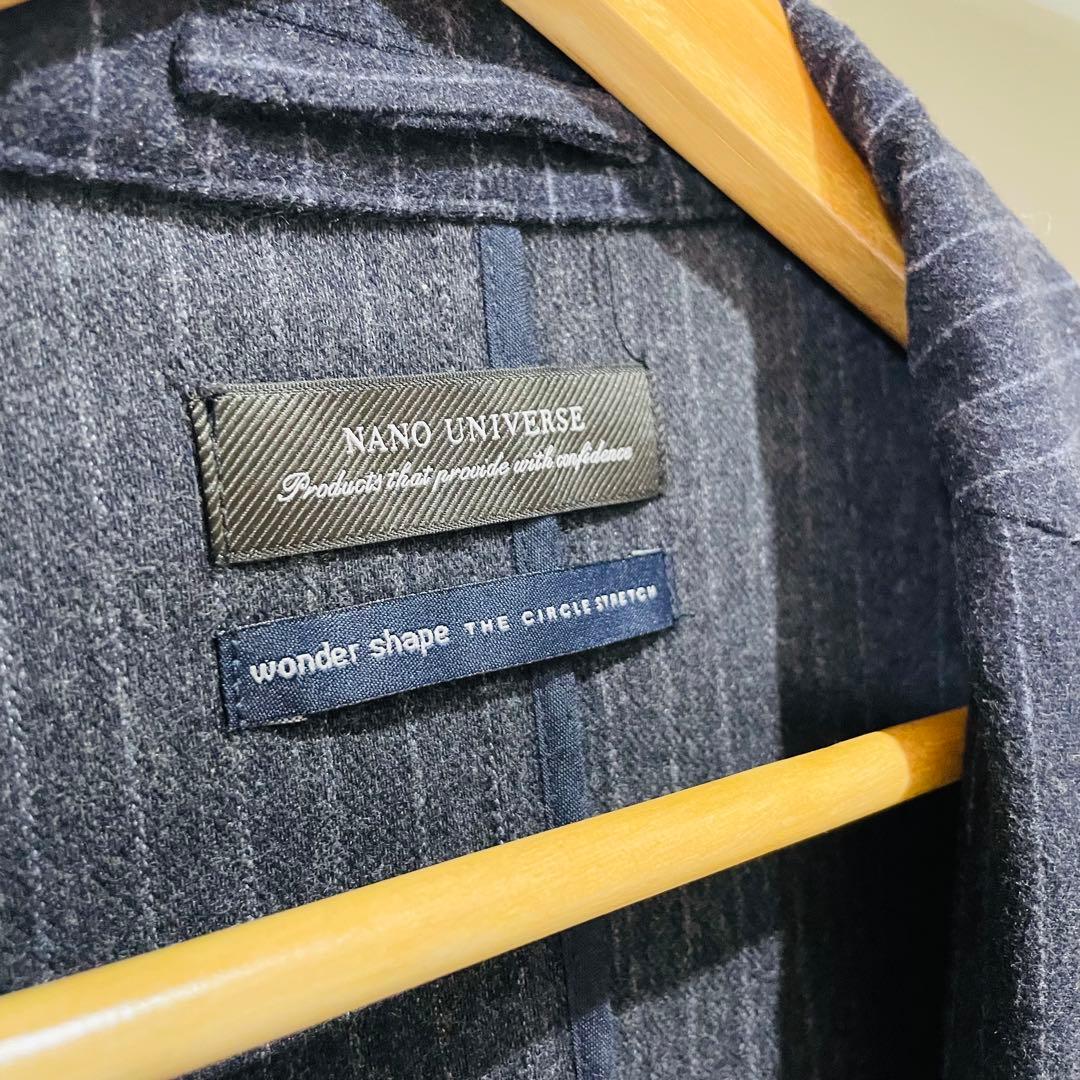 NANO UNIVERSE
Products that provide with confidence
wonder shape THE CIRCLE STRETCH